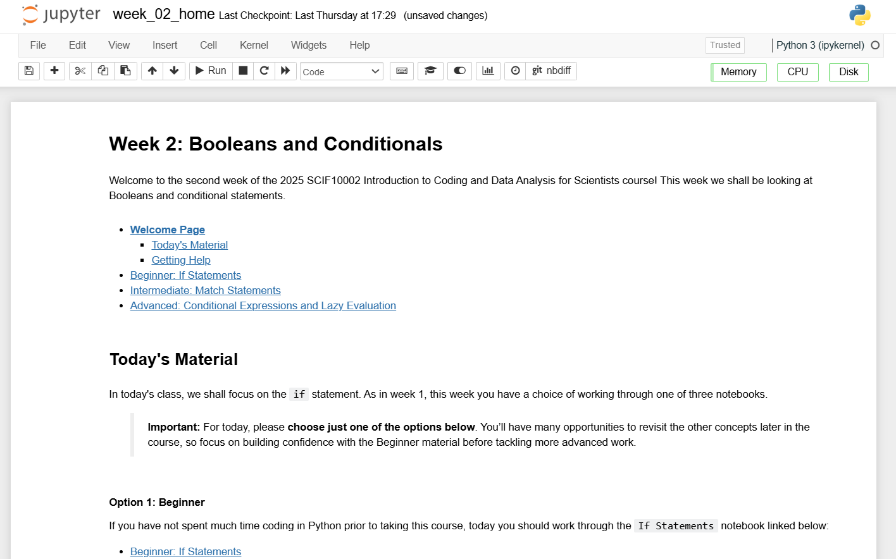 jupyter week_02_home Last Checkpoint: Last Thursday at 17:29 (unsaved changes)
File Edit View Insert Cell Kernel Widgets Help Trusted Python 3 (ipykernel)
Run Code git nbdiff Memory CPU Disk
Week 2: Booleans and Conditionals
Welcome to the second week of the 2025 SCIF10002 Introduction to Coding and Data Analysis for Scientists course! This week we shall be looking at
Booleans and conditional statements.
Welcome Page
Today's Material
Getting Help
Beginner: If Statements
Intermediate: Match Statements
Advanced: Conditional Expressions and Lazy Evaluation
Today's Material
In today's class, we shall focus on the if statement. As in week 1, this week you have a choice of working through one of three notebooks.
Important: For today, please choose just one of the options below. You'll have many opportunities to revisit the other concepts later in the
course, so focus on building confidence with the Beginner material before tackling more advanced work.
Option 1: Beginner
If you have not spent much time coding in Python prior to taking this course, today you should work through the If Statements notebook linked below:
Beginner: If Statements